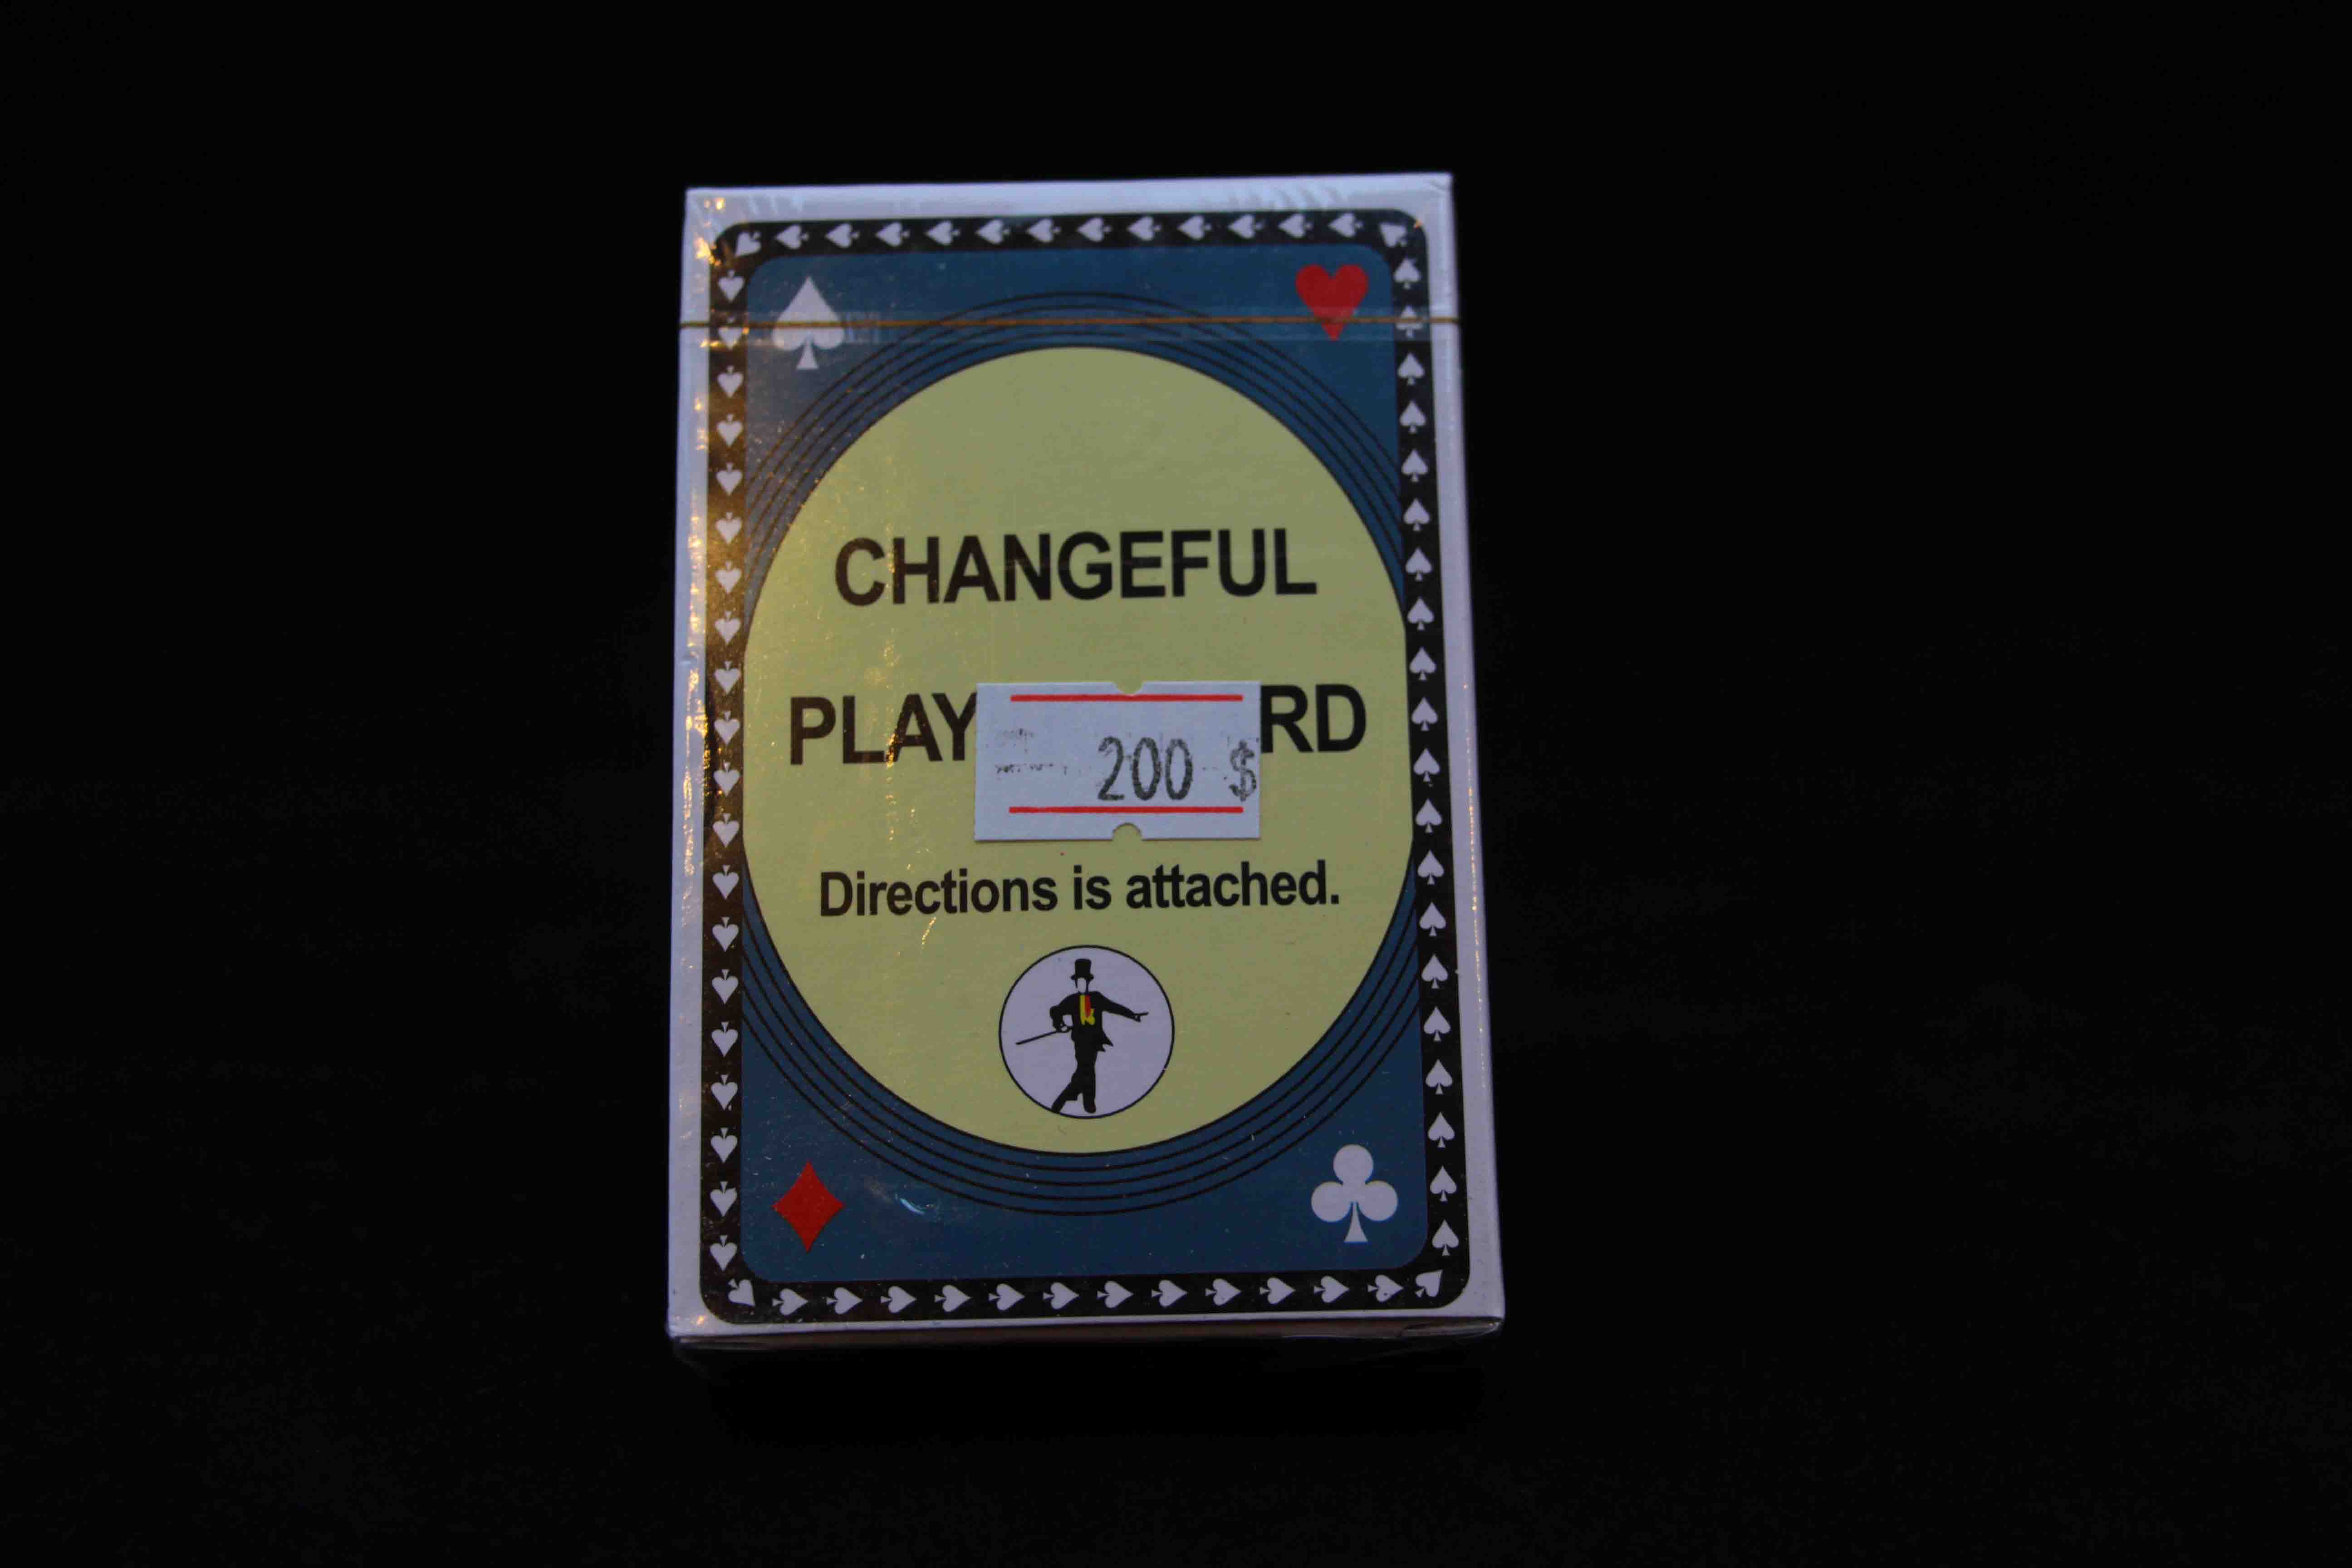 CHANGEFUL
PLAY RD
200 $
Directions is attached.